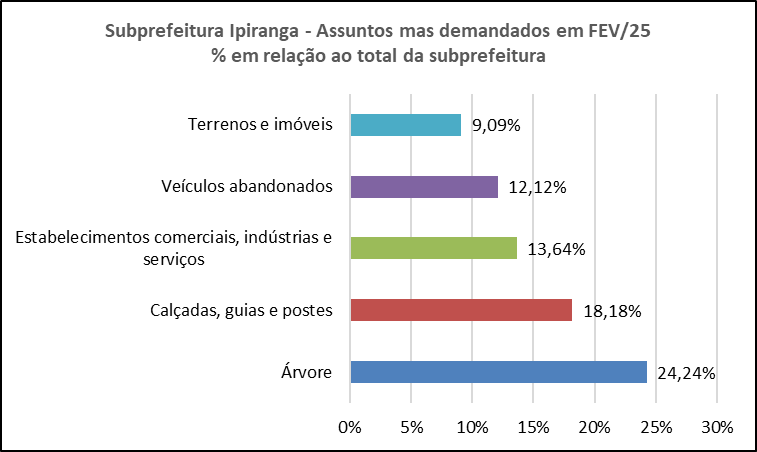 Subprefeitura Ipiranga - Assuntos mas demandados em FEV/25
% em relação ao total da subprefeitura
Terrenos e imóveis
9,09%
Veículos abandonados
12,12%
Estabelecimentos comerciais, indústrias e
serviços
13,64%
Calçadas, guias e postes
18,18%
Árvore
24,24%
0% 5% 10% 15% 20% 25% 30%